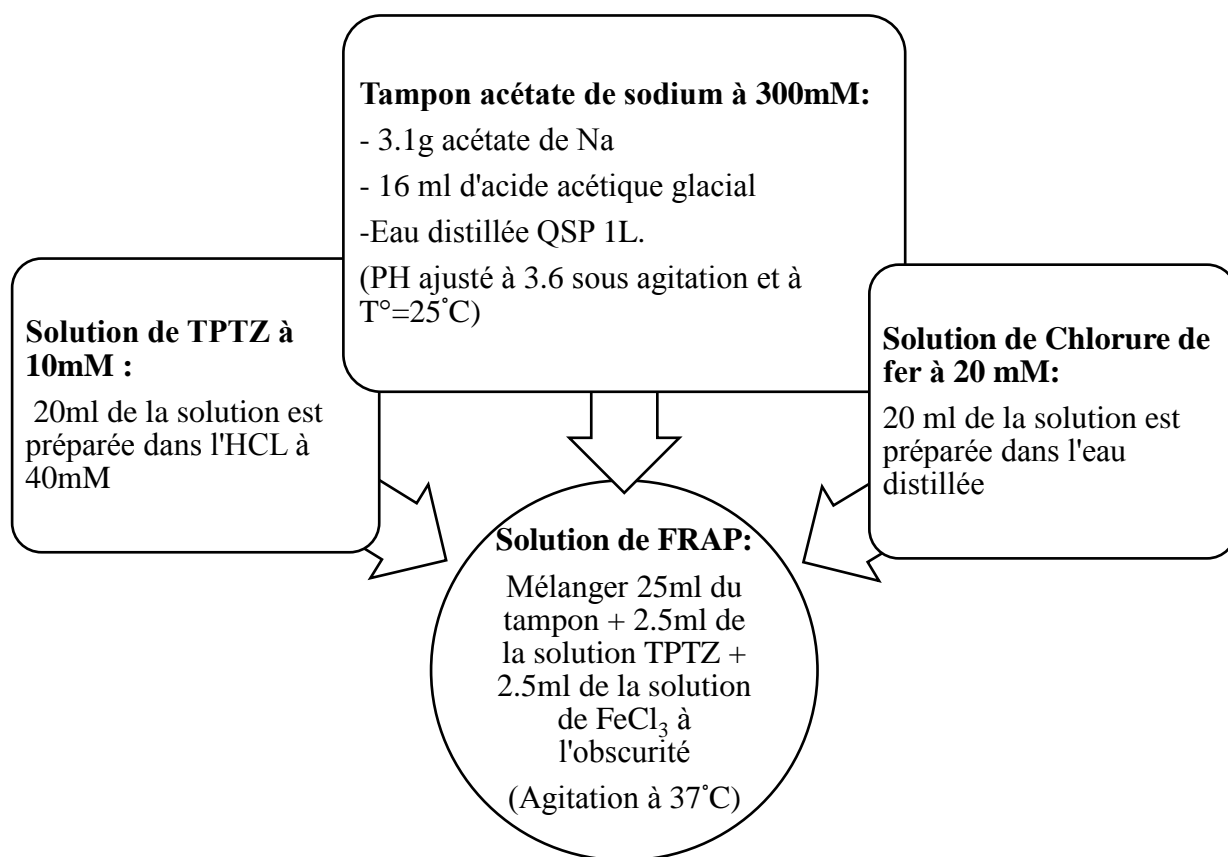 Tampon acétate de sodium à 300mM:
- 3.1g acétate de Na
- 16 ml d'acide acétique glacial
-Eau distillée QSP 1L.
(PH ajusté à 3.6 sous agitation et à
T°=25°C)
Solution de TPTZ à
10mM :
20ml de la solution est
préparée dans l'HCL à
40mM
Solution de Chlorure de
fer à 20 mM:
20 ml de la solution est
préparée dans l'eau
distillée
Solution de FRAP:
Mélanger 25ml du
tampon + 2.5ml de
la solution TPTZ +
2.5ml de la solution
de FeCl₃ à
l'obscurité
(Agitation à 37°C)